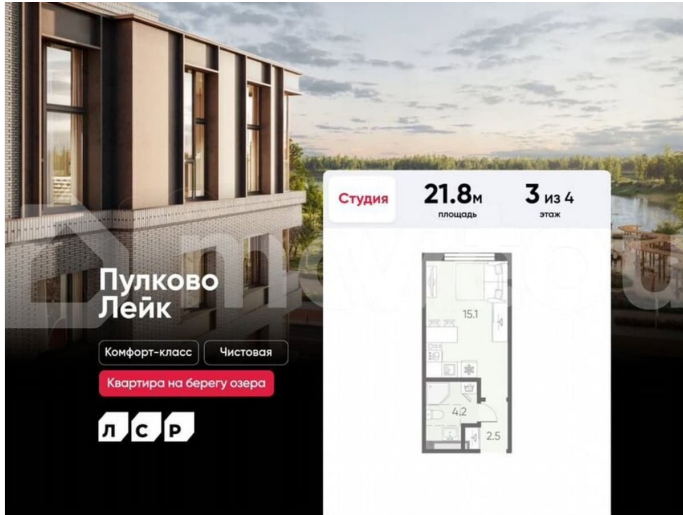 Студия
21.8м
площадь
3 из 4
этаж
Пулково
Лейк
Комфорт-класс
Чистовая
Квартира на берегу озера
ЛСР
15.1
4.2
2.5